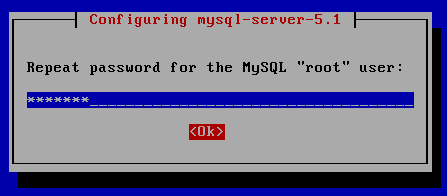 Configuring mysql-server-5.1
Repeat password for the MySQL "root" user:
*******
<Ok>